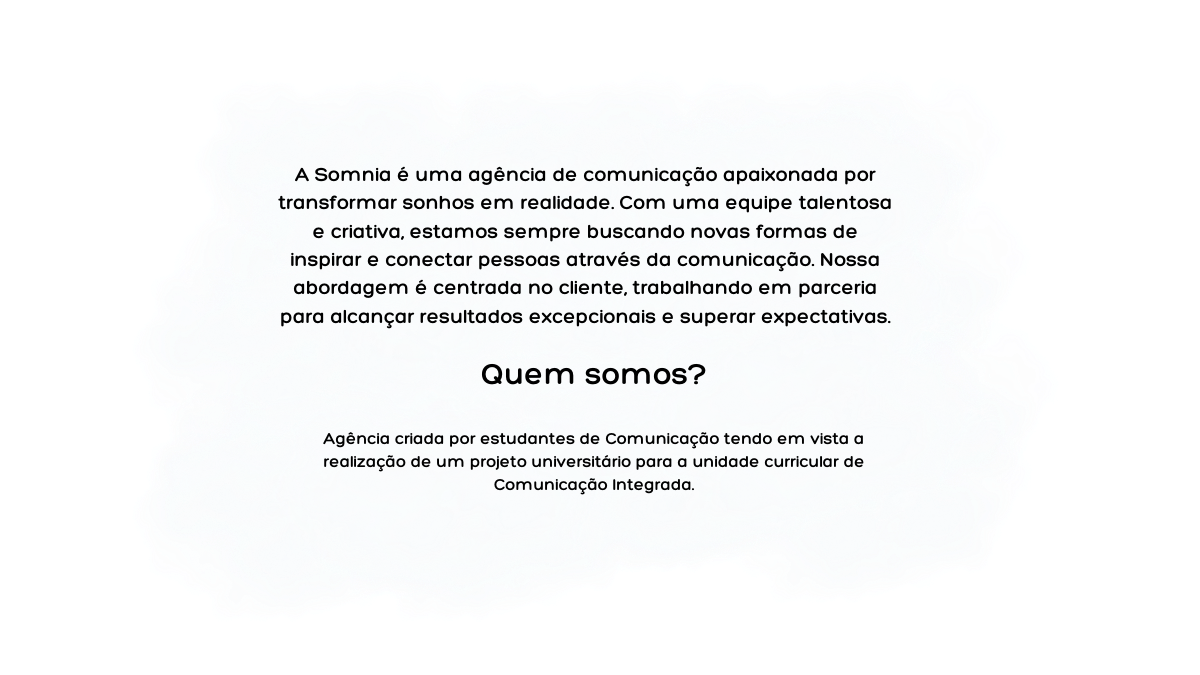 A Somnia é uma agência de comunicação apaixonada por
transformar sonhos em realidade. Com uma equipe talentosa
e criativa, estamos sempre buscando novas formas de
inspirar e conectar pessoas através da comunicação. Nossa
abordagem é centrada no cliente, trabalhando em parceria
para alcançar resultados excepcionais e superar expectativas.
Quem somos?
Agência criada por estudantes de Comunicação tendo em vista a
realização de um projeto universitário para a unidade curricular de
Comunicação Integrada.